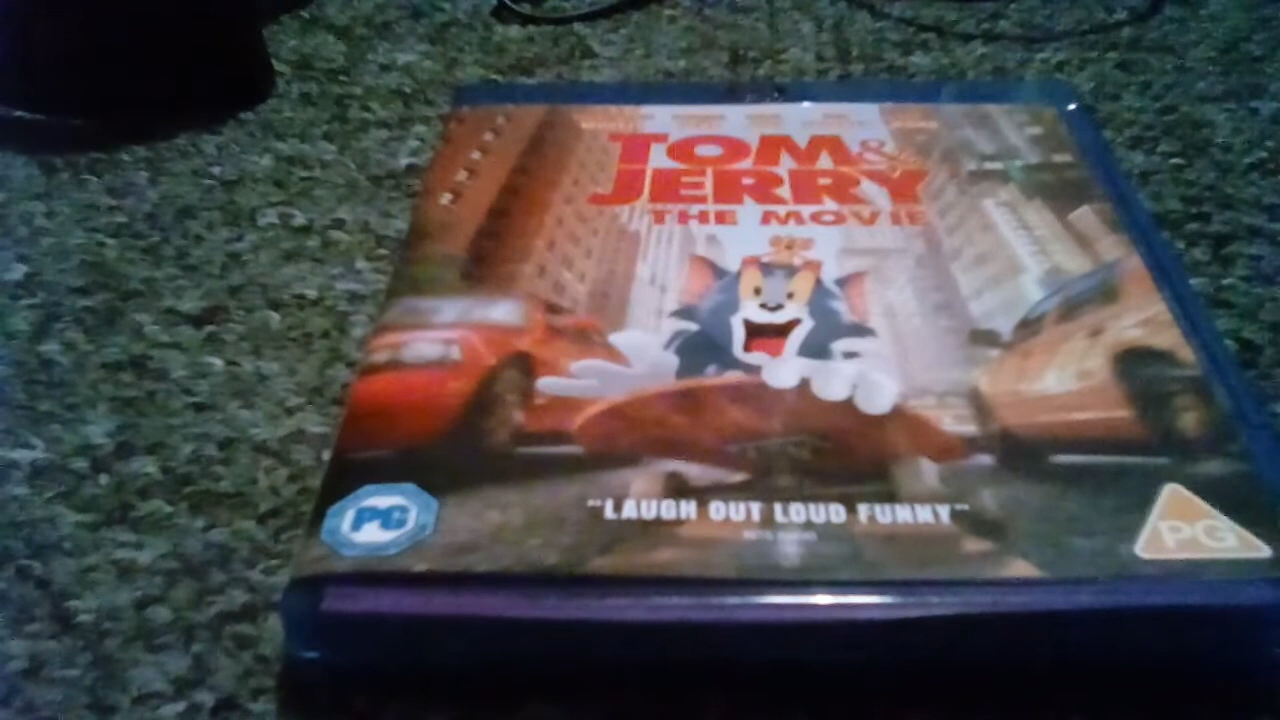 TOM &
JERRY
THE MOVIE
"LAUGH OUT LOUD FUNNY"
PG
PG